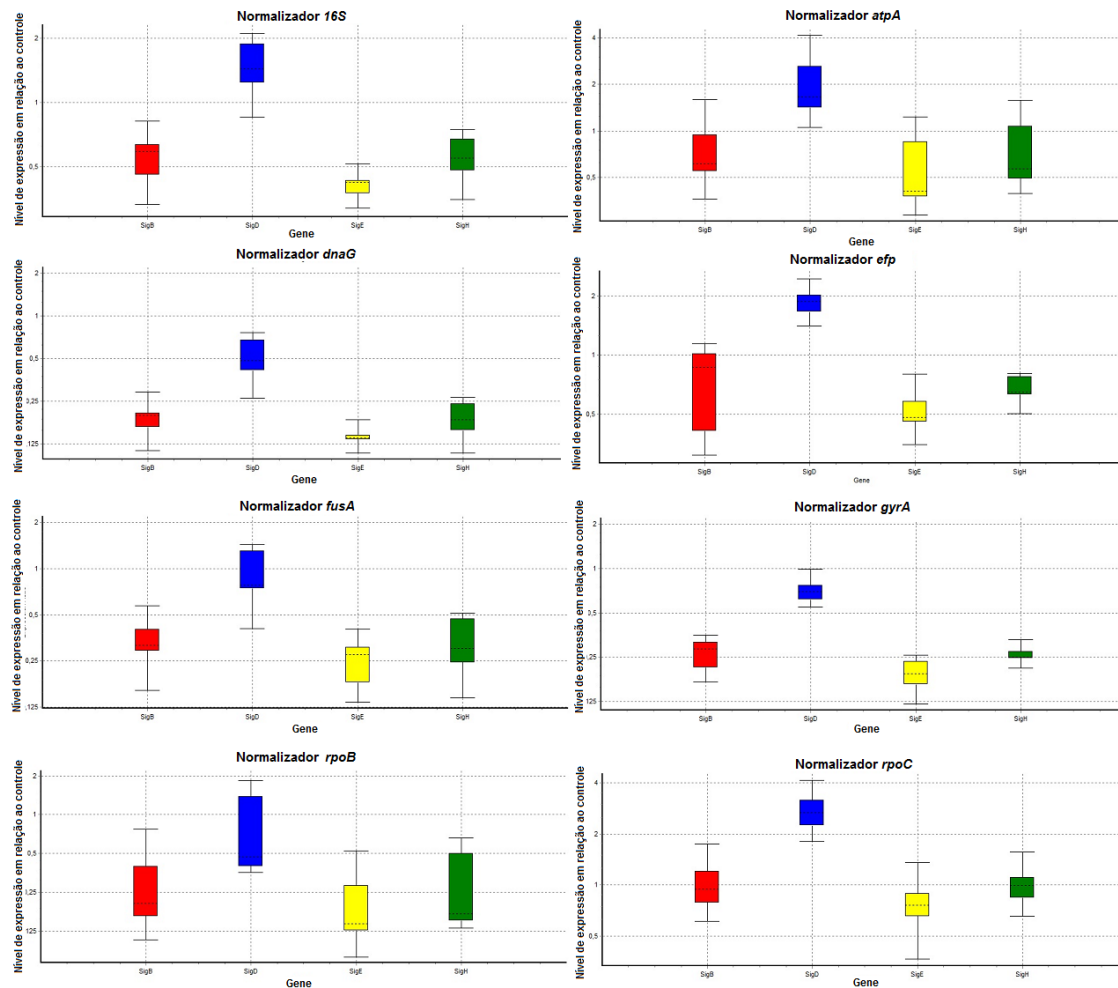 Normalizador 16S
Nível de expressão em relação ao controle
2
1
0,5
SigB SigD SigE SigH
Gene
Normalizador atpA
Nível de expressão em relação ao controle
4
2
1
0,5
SigB SigD SigE SigH
Gene
Normalizador dnaG
Nível de expressão em relação ao controle
2
1
0,5
0,25
125
SigB SigD SigE SigH
Gene
Normalizador efp
Nível de expressão em relação ao controle
2
1
0,5
SigB SigD SigE SigH
Gene
Normalizador fusA
Nível de expressão em relação ao controle
2
1
0,5
0,25
,125
SigB SigD SigE SigH
Gene
Normalizador gyrA
Nível de expressão em relação ao controle
2
1
0,5
,25
125
SigB SigD SigE SigH
Gene
Normalizador rpoB
Nível de expressão em relação ao controle
2
1
0,5
1,25
125
SigB SigD SigE SigH
Gene
Normalizador rpoC
Nível de expressão em relação ao controle
4
2
1
0,5
SigB SigD SigE SigH
Gene